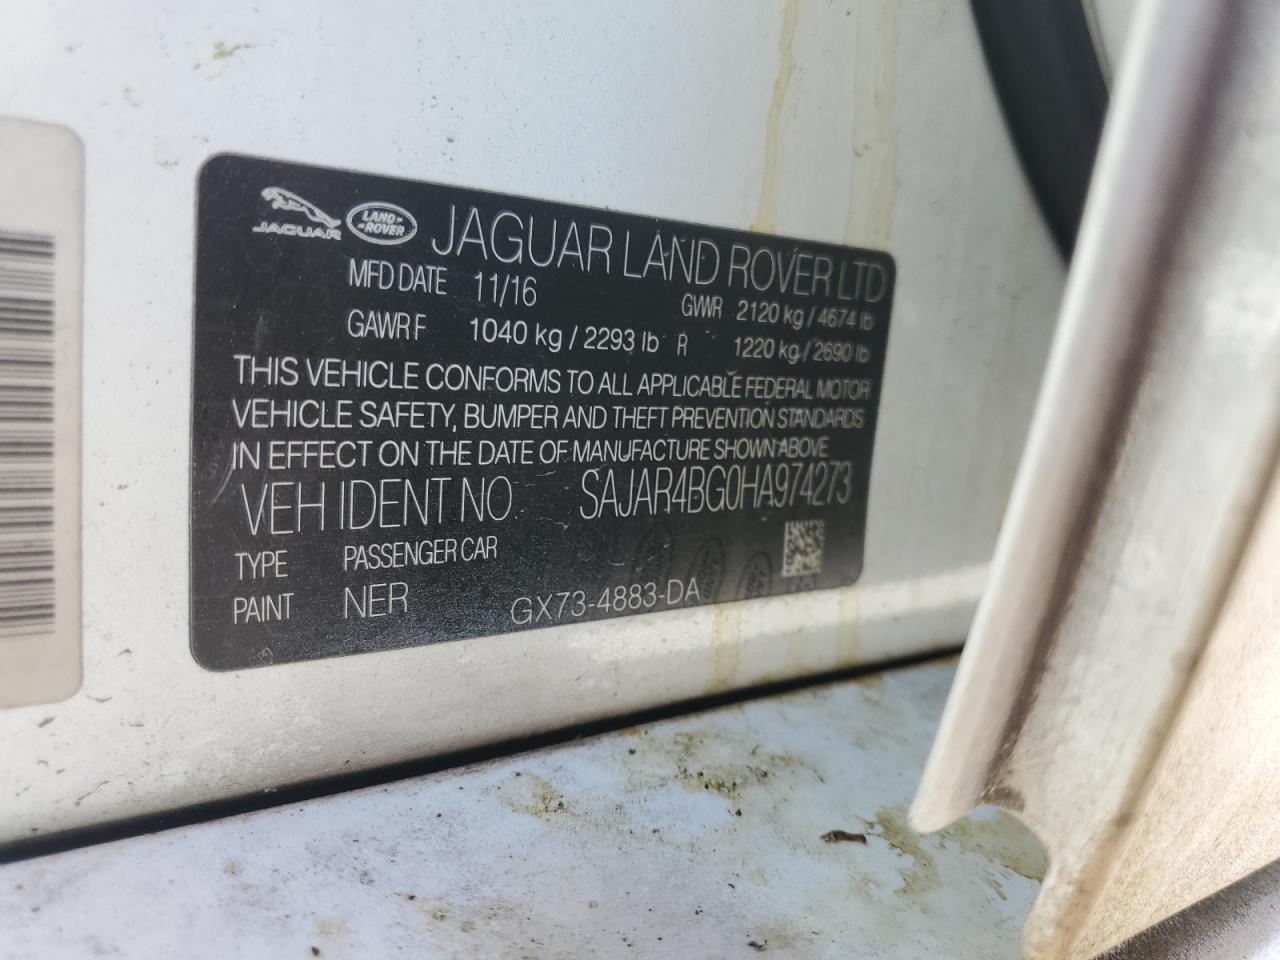 JAGUAR LAND-ROVER JAGUAR LAND ROVER LTD
MFD DATE 11/16 GWWR 2120 kg / 4674 lb
GAWR F 1040 kg / 2293 lb R 1220 kg / 2690 lb
THIS VEHICLE CONFORMS TO ALL APPLICABLE FEDERAL MOTOR
VEHICLE SAFETY, BUMPER AND THEFT PREVENTION STANDARDS
IN EFFECT ON THE DATE OF MANUFACTURE SHOWN ABOVE
VEH IDENT NO SAJAR4BG0HA974273
TYPE PASSENGER CAR
PAINT NER GX73-4883-DA